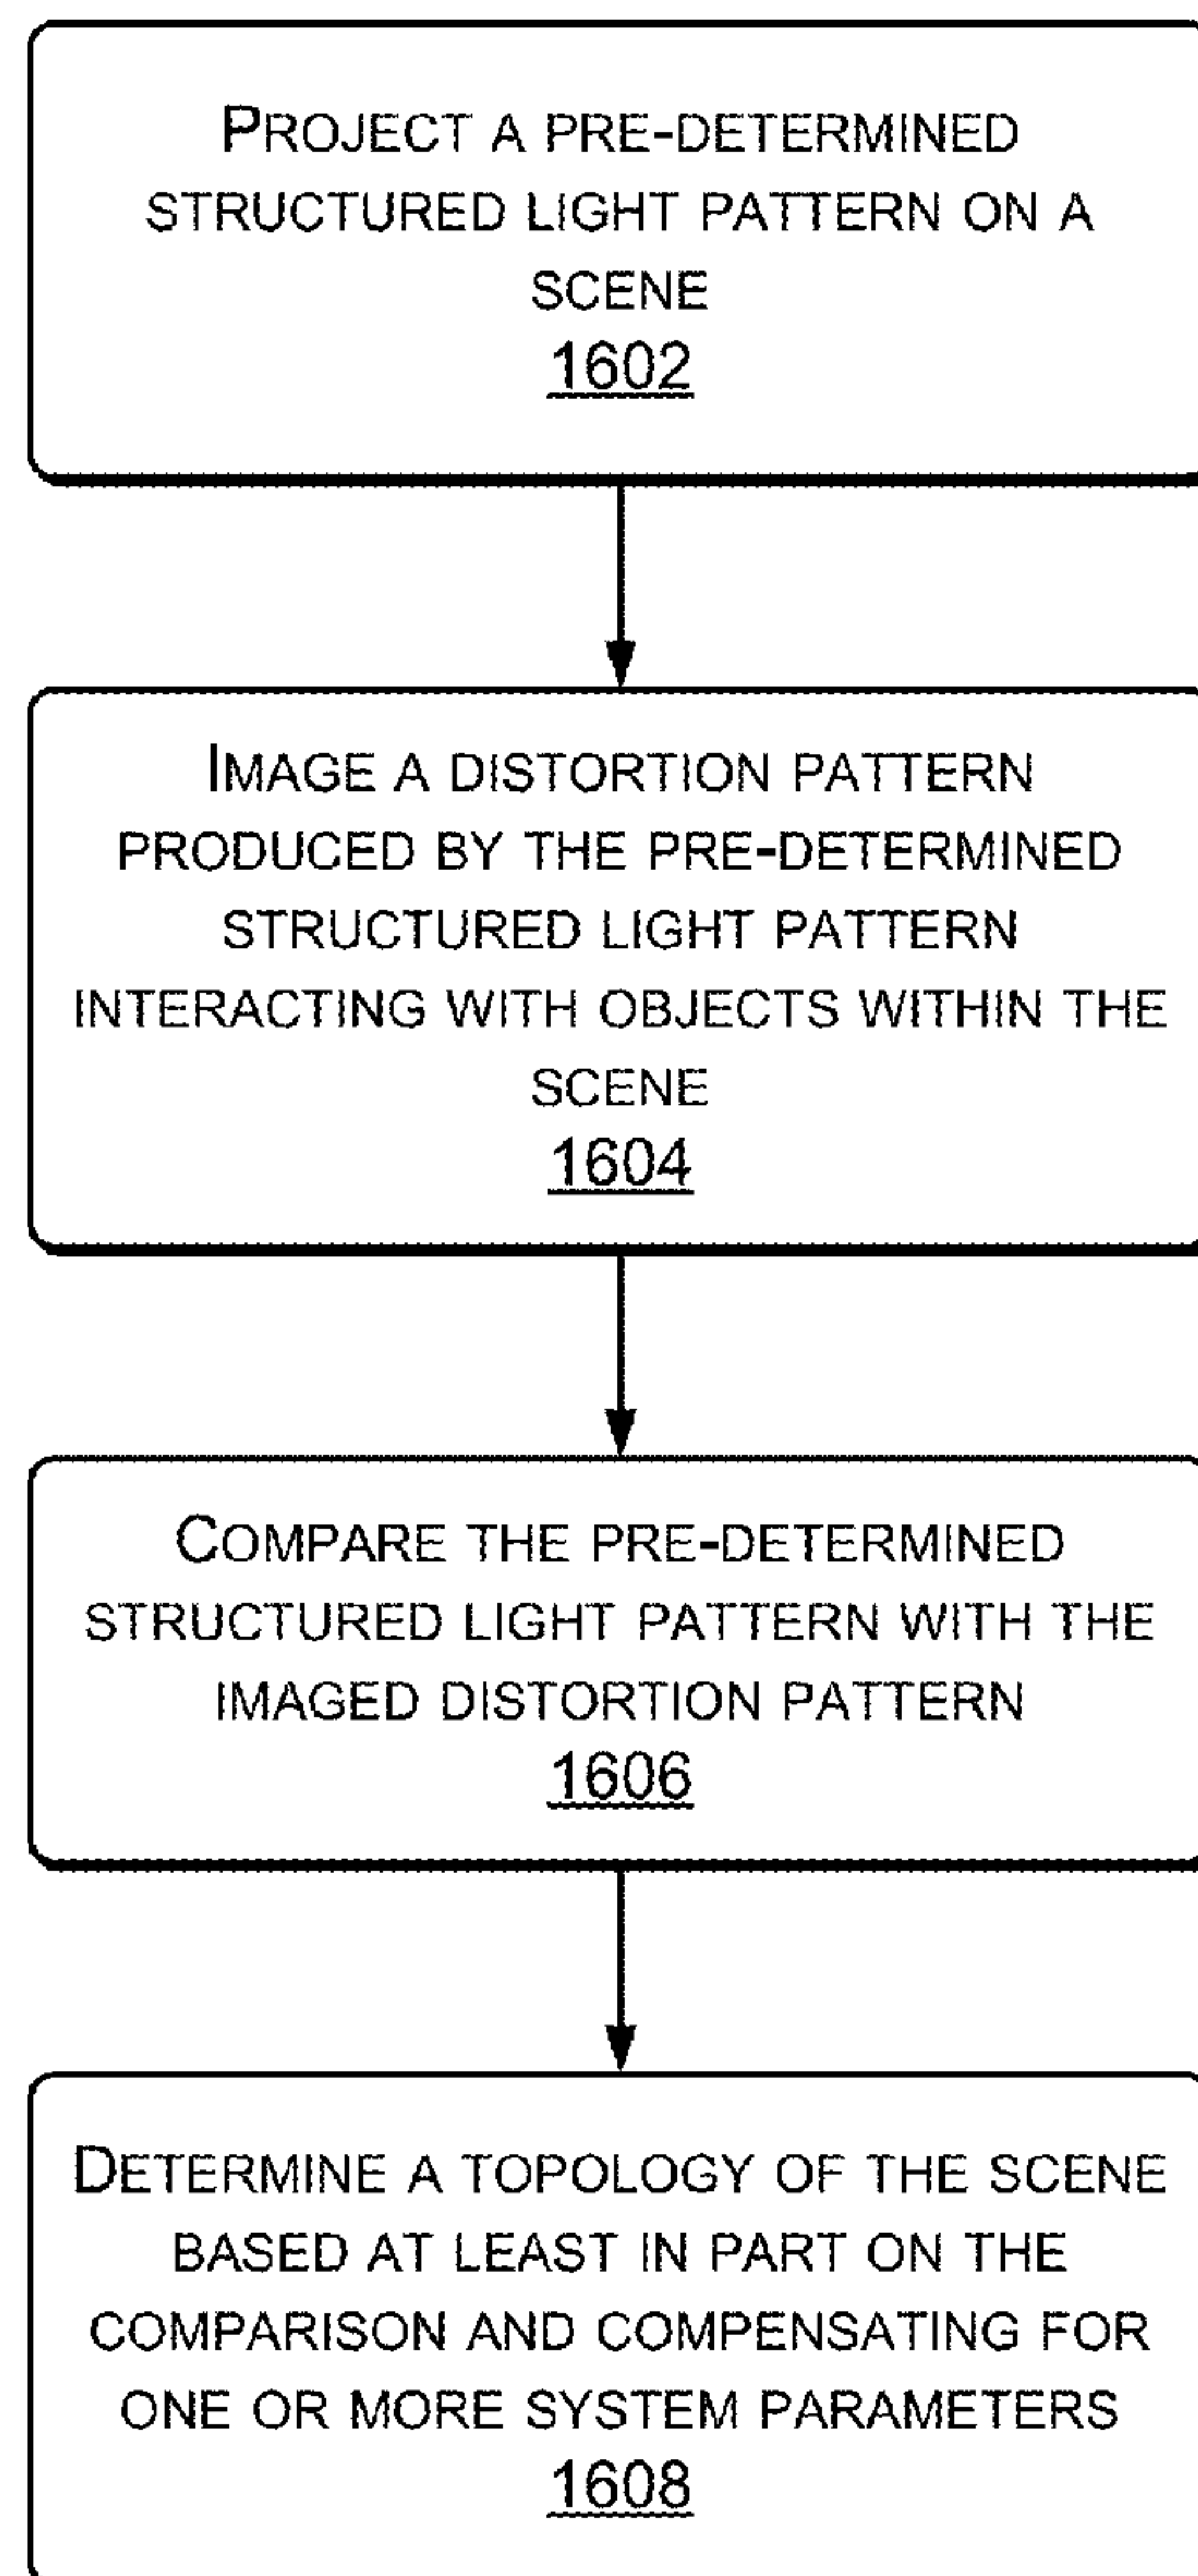 PROJECT A PRE-DETERMINED
STRUCTURED LIGHT PATTERN ON A
SCENE
1602
IMAGE A DISTORTION PATTERN
PRODUCED BY THE PRE-DETERMINED
STRUCTURED LIGHT PATTERN
INTERACTING WITH OBJECTS WITHIN THE
SCENE
1604
COMPARE THE PRE-DETERMINED
STRUCTURED LIGHT PATTERN WITH THE
IMAGED DISTORTION PATTERN
1606
DETERMINE A TOPOLOGY OF THE SCENE
BASED AT LEAST IN PART ON THE
COMPARISON AND COMPENSATING FOR
ONE OR MORE SYSTEM PARAMETERS
1608